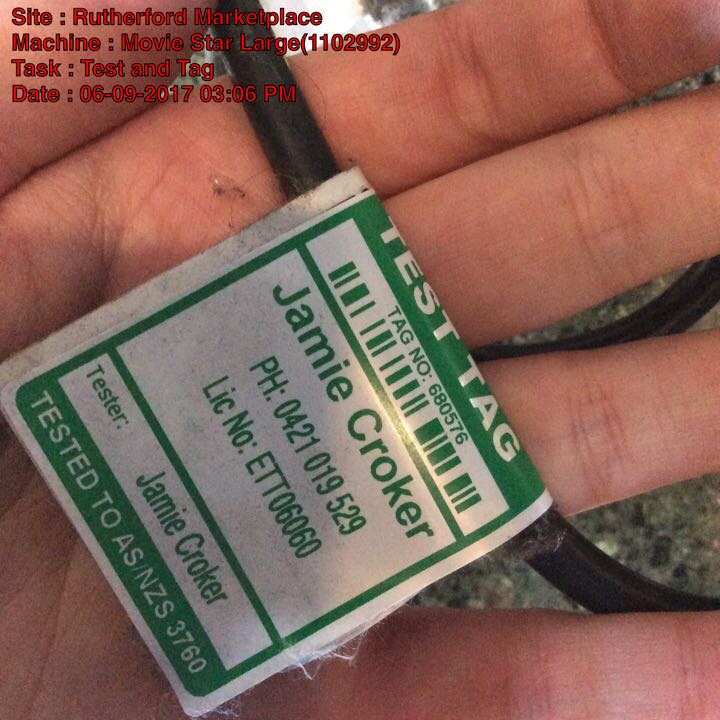 Site : Rutherford Marketplace
Machine : Movie Star Large(1102992)
Task : Test and Tag
Date : 06-09-2017 03:06 PM
TEST TAG
TAG NO: 680576
Jamie Croker
PH: 0421 019 529
Lic No: ETT06060
Tester:
Jamie Croker
TESTED TO AS/NZS 3760